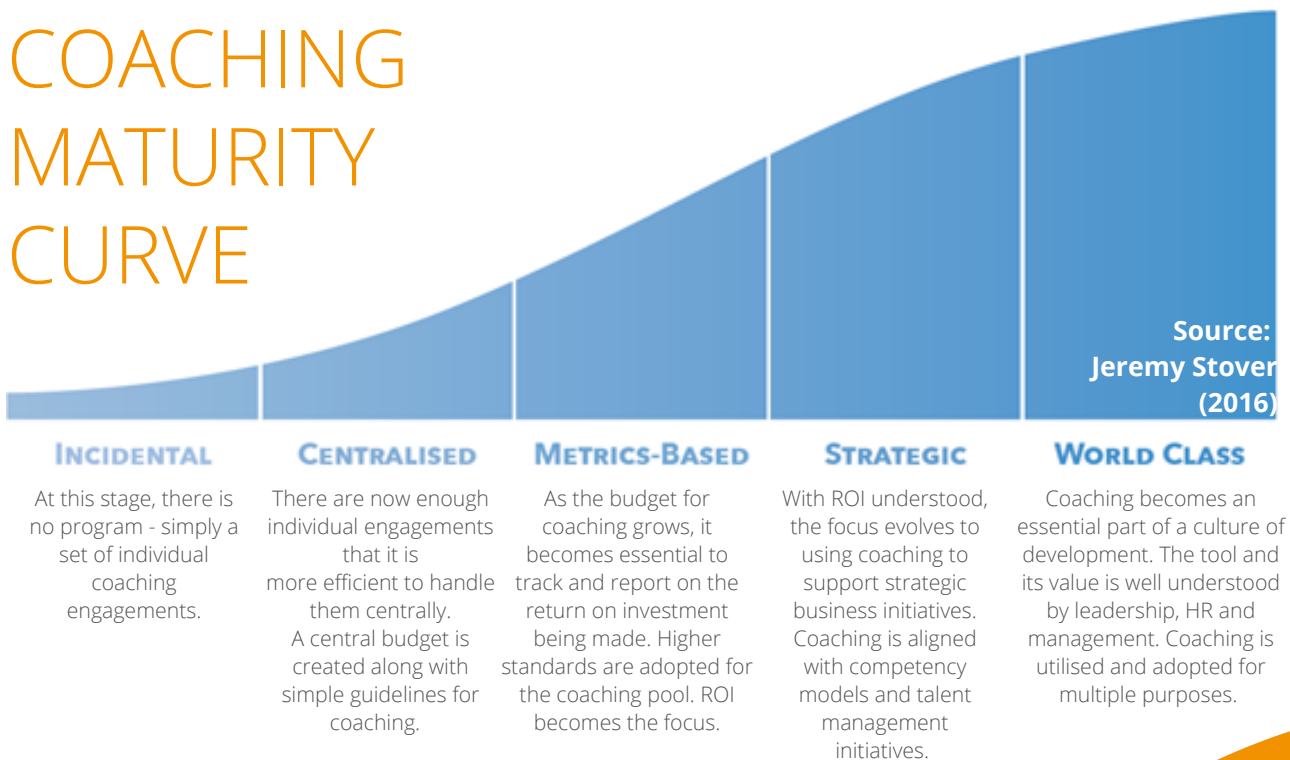 COACHING
MATURITY
CURVE
Source:
Jeremy Stover
(2016)
INCIDENTAL
At this stage, there is
no program - simply a
set of individual
coaching
engagements.
CENTRALISED
There are now enough
individual engagements
that it is
more efficient to handle
them centrally.
A central budget is
created along with
simple guidelines for
coaching.
METRICS-BASED
As the budget for
coaching grows, it
becomes essential to
track and report on the
return on investment
being made. Higher
standards are adopted for
the coaching pool. ROI
becomes the focus.
STRATEGIC
With ROI understood,
the focus evolves to
using coaching to
support strategic
business initiatives.
Coaching is aligned
with competency
models and talent
management
initiatives.
WORLD CLASS
Coaching becomes an
essential part of a culture of
development. The tool and
its value is well understood
by leadership, HR and
management. Coaching is
utilised and adopted for
multiple purposes.